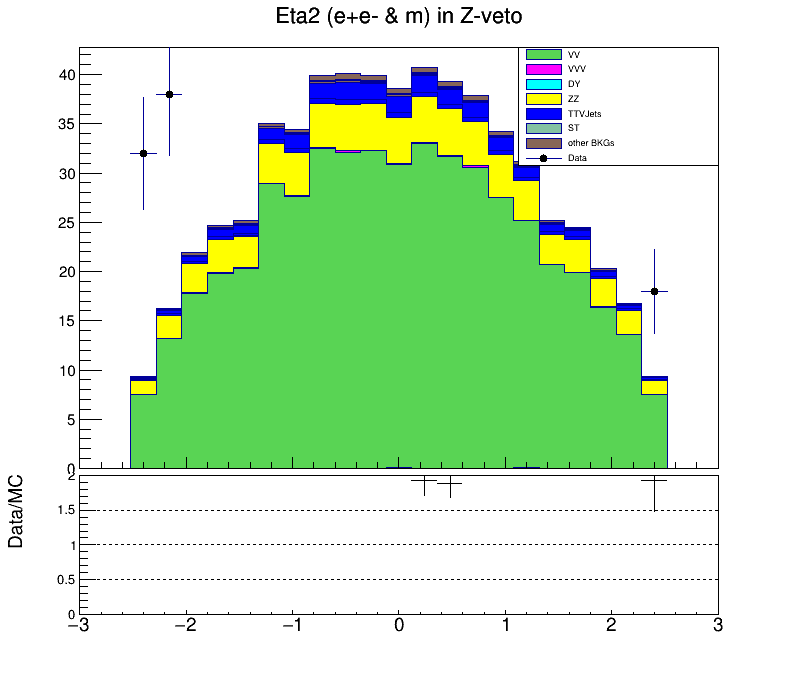 Eta2 (e+e- & m) in Z-veto
40
35
30
25
20
15
10
5
0
VV
VVV
DY
ZZ
TTVJets
ST
other BKGs
Data
Data/MC
2
1.5
1
0.5
0
−3 −2 −1 0 1 2 3